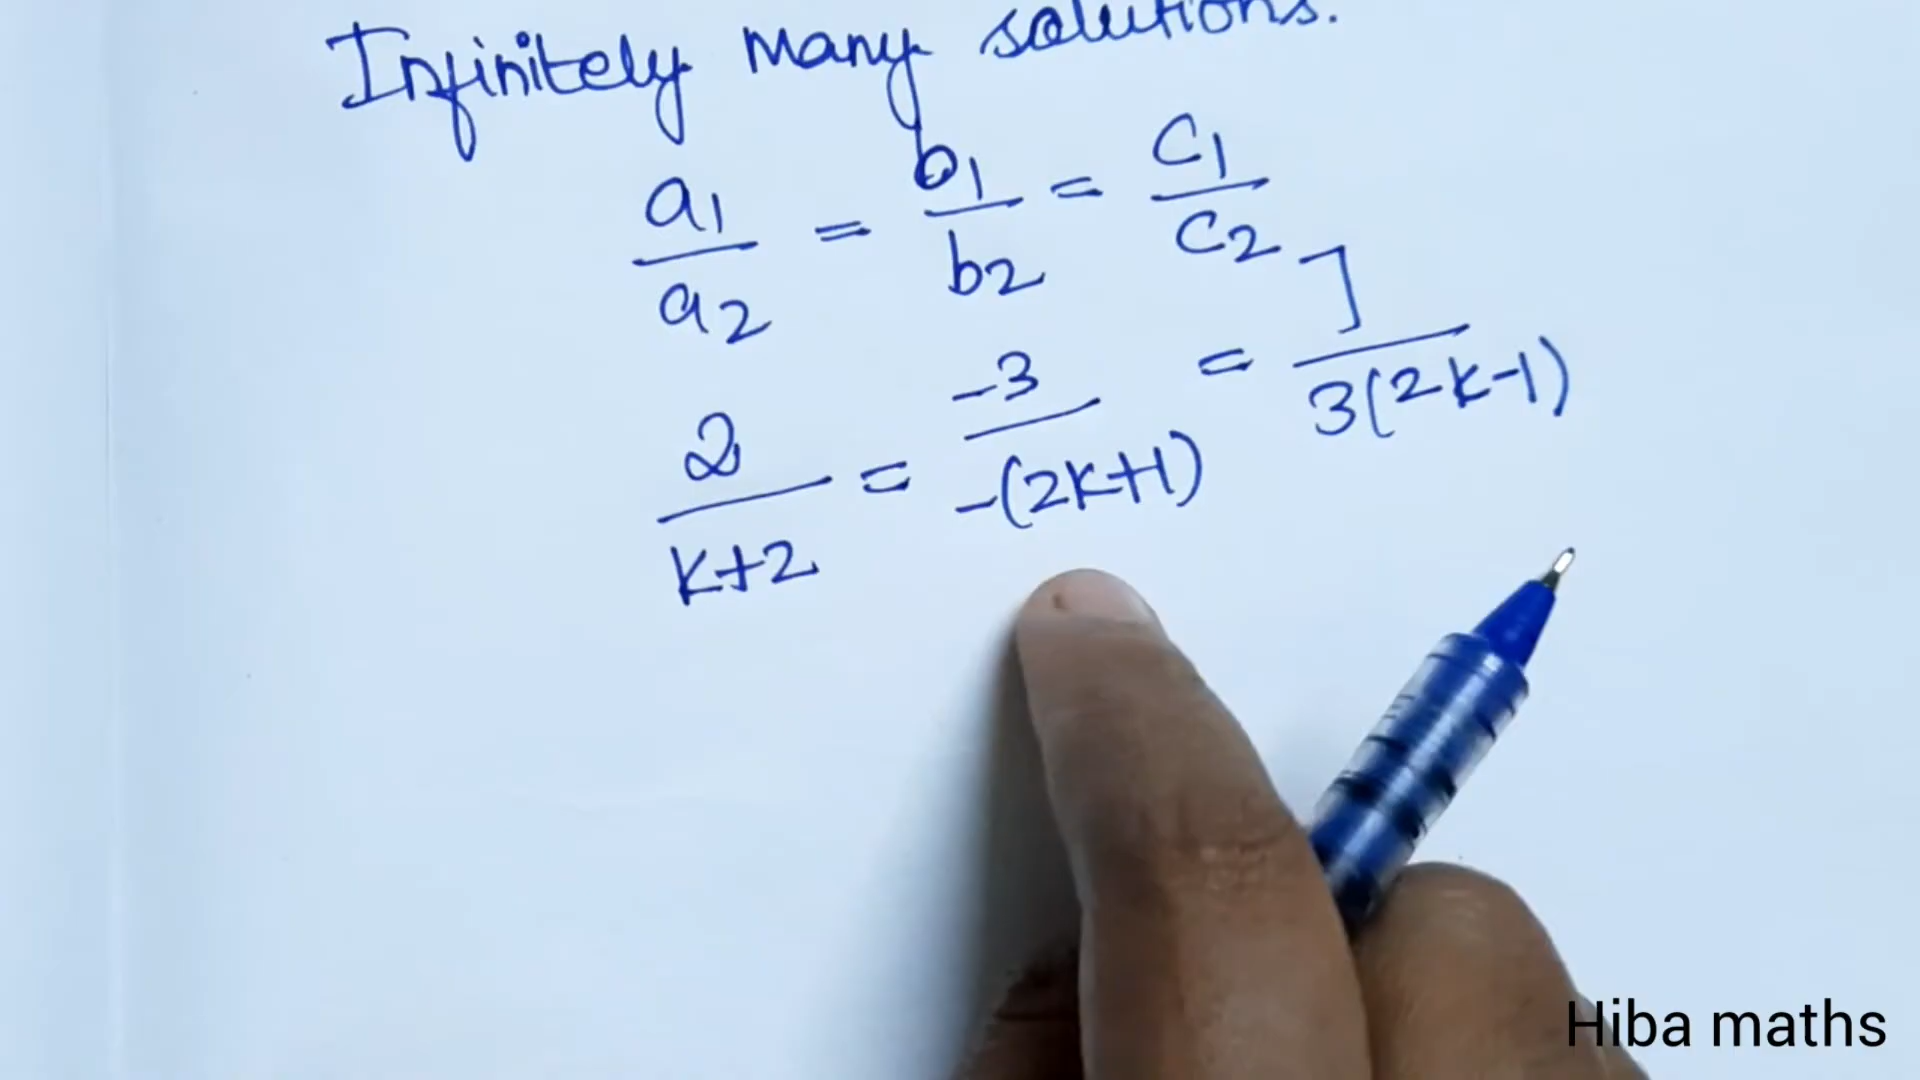 Infinitely many solutions.
a1/a2 = b1/b2 = c1/c2
2/k+2 = -3/-(2k+1) = 7/3(2k-1)
Hiba maths